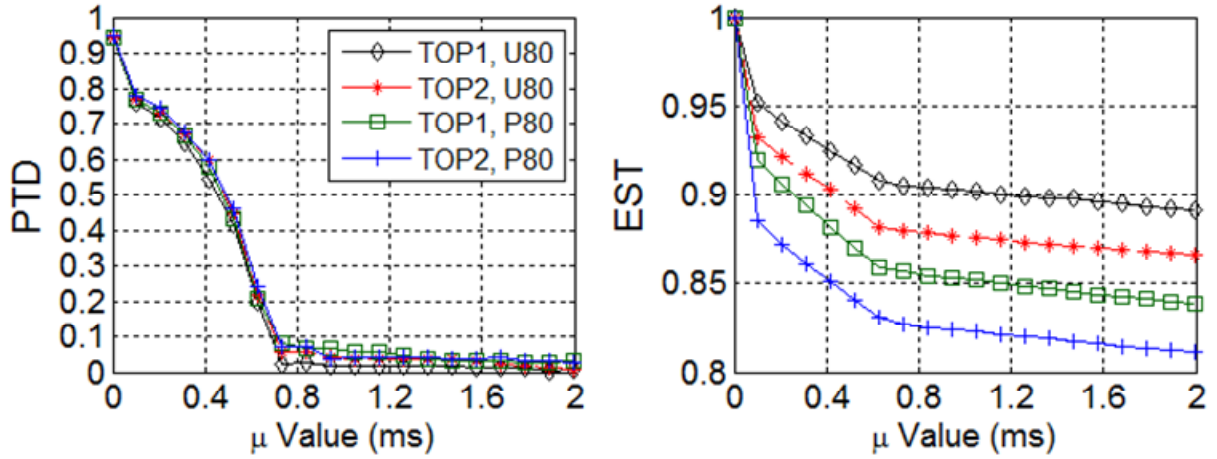 PTD
1
0.9
0.8
0.7
0.6
0.5
0.4
0.3
0.2
0.1
0
0 0.4 0.8 1.2 1.6 2
μ Value (ms)
TOP1, U80
TOP2, U80
TOP1, P80
TOP2, P80
EST
1
0.95
0.9
0.85
0.8
0 0.4 0.8 1.2 1.6 2
μ Value (ms)